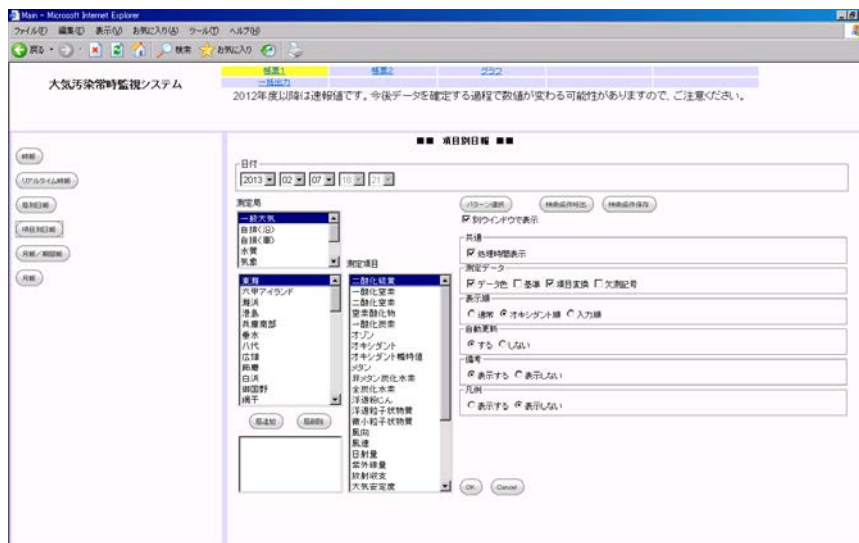 Main - Microsoft Internet Explorer
ファイル(F) 編集(E) 表示(V) お気に入り(A) ツール(T) ヘルプ(H)
戻る 検索 お気に入り
大気汚染常時監視システム
帳票1 帳票2 グラフ
一括出力
2012年度以降は速報値です。今後データを確定する過程で数値が変わる可能性がありますので、ご注意ください。
時報
リアルタイム時報
局別日報
項目別日報
月報/期間報
年報
■■ 項目別日報 ■■
日付
2013 02 07 18 21
測定局
一般大気
自排(沿)
自排(車)
水質
気象
東灘
六甲アイランド
灘浜
港島
兵庫南部
垂水
八代
広畑
飾磨
白浜
御国野
網干
局追加 局削除
測定項目
二酸化硫黄
一酸化窒素
二酸化窒素
窒素酸化物
一酸化炭素
オゾン
オキシダント
オキシダント瞬時値
メタン
非メタン炭化水素
全炭化水素
浮遊粉じん
浮遊粒子状物質
微小粒子状物質
風向
風速
日射量
紫外線量
放射収支
大気安定度
パターン選択 検索条件呼出 検索条件保存
別ウインドウで表示
共通
処理時間表示
測定データ
データ色 基準 項目変換 欠測記号
表示順
通常 オキシダント順 入力順
自動更新
する しない
備考
表示する 表示しない
凡例
表示する 表示しない
OK Cancel